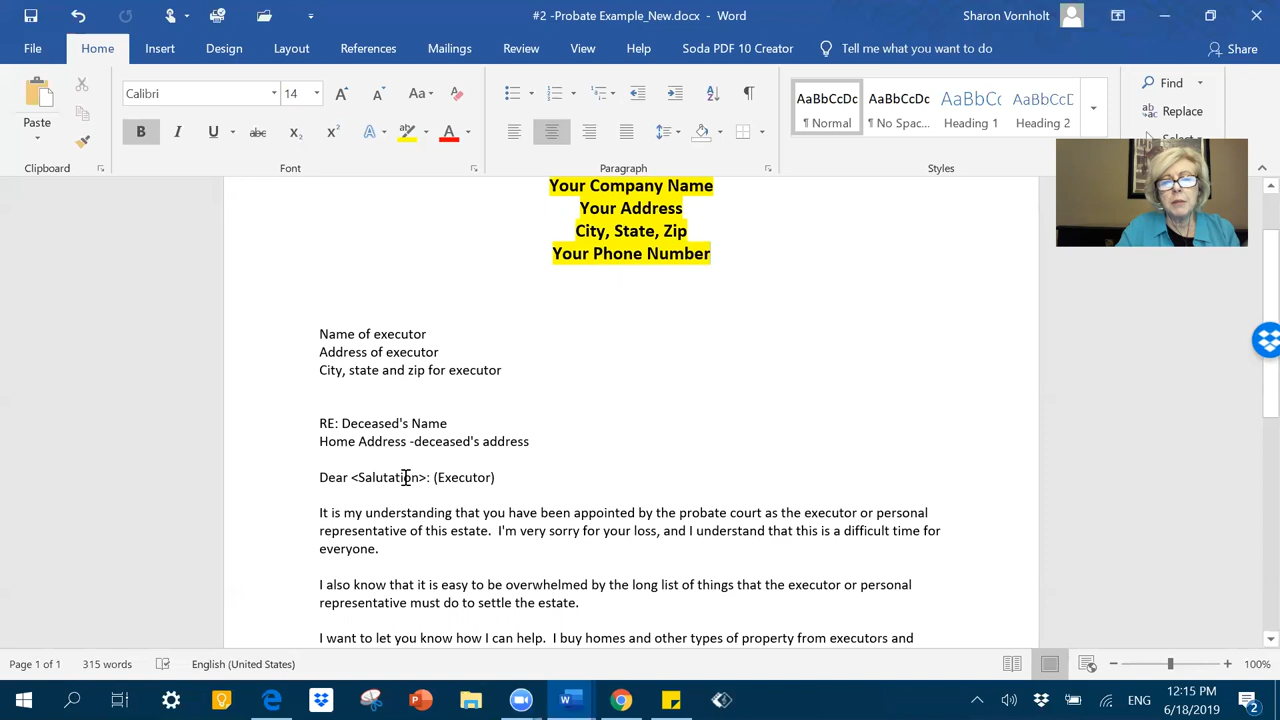 #2 -Probate Example_New.docx - Word
Sharon Vornholt
File
Home
Insert
Design
Layout
References
Mailings
Review
View
Help
Soda PDF 10 Creator
Tell me what you want to do
Share
Paste
Calibri
14
Aa
B I U abc x₂ x²
AaBbCcDc
¶ Normal
AaBbCcDc
¶ No Spac...
AaBbCc
Heading 1
AaBbCcD
Heading 2
Find
Replace
Select
Clipboard
Font
Paragraph
Styles
Your Company Name
Your Address
City, State, Zip
Your Phone Number
Name of executor
Address of executor
City, state and zip for executor
RE: Deceased's Name
Home Address -deceased's address
Dear <Salutation>: (Executor)
It is my understanding that you have been appointed by the probate court as the executor or personal
representative of this estate.  I'm very sorry for your loss, and I understand that this is a difficult time for
everyone.
I also know that it is easy to be overwhelmed by the long list of things that the executor or personal
representative must do to settle the estate.
I want to let you know how I can help.  I buy homes and other types of property from executors and
Page 1 of 1
315 words
English (United States)
100%
ENG
12:15 PM
6/18/2019
2